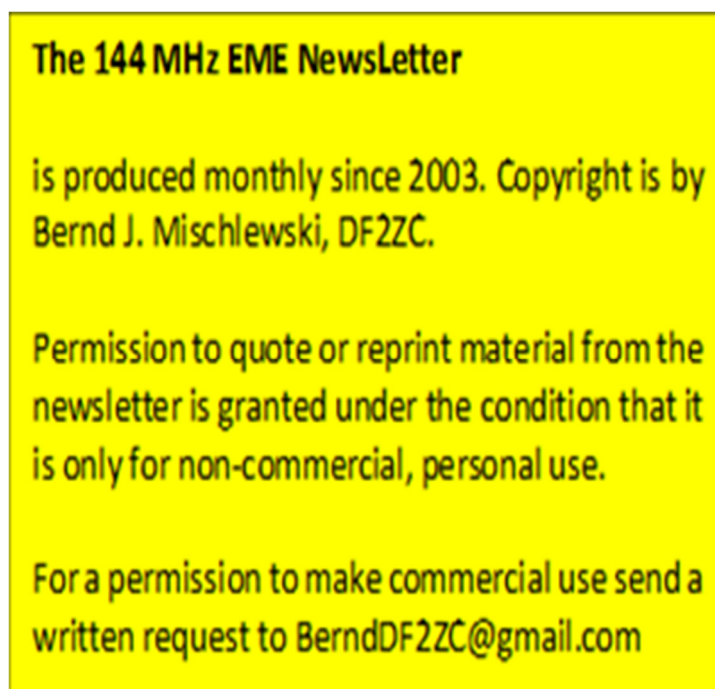 The 144 MHz EME NewsLetter
is produced monthly since 2003. Copyright is by
Bernd J. Mischlewski, DF2ZC.
Permission to quote or reprint material from the
newsletter is granted under the condition that it
is only for non-commercial, personal use.
For a permission to make commercial use send a
written request to BerndDF2ZC@gmail.com